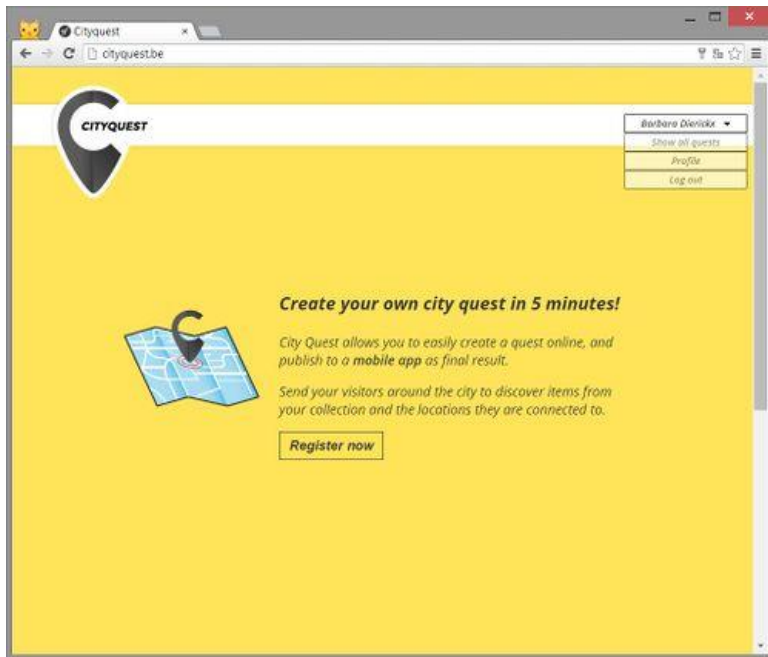 Cityquest
cityquest.be
CITYQUEST
Barbara Dierickx
Show all quests
Profile
Log out
Create your own city quest in 5 minutes!
City Quest allows you to easily create a quest online, and
publish to a mobile app as final result.
Send your visitors around the city to discover items from
your collection and the locations they are connected to.
Register now